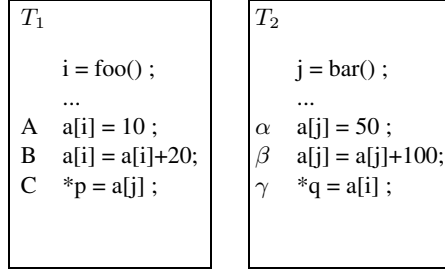 T₁
i = foo() ;
...
A a[i] = 10 ;
B a[i] = a[i]+20;
C *p = a[j] ;
T₂
j = bar() ;
...
α a[j] = 50 ;
β a[j] = a[j]+100;
γ *q = a[i] ;